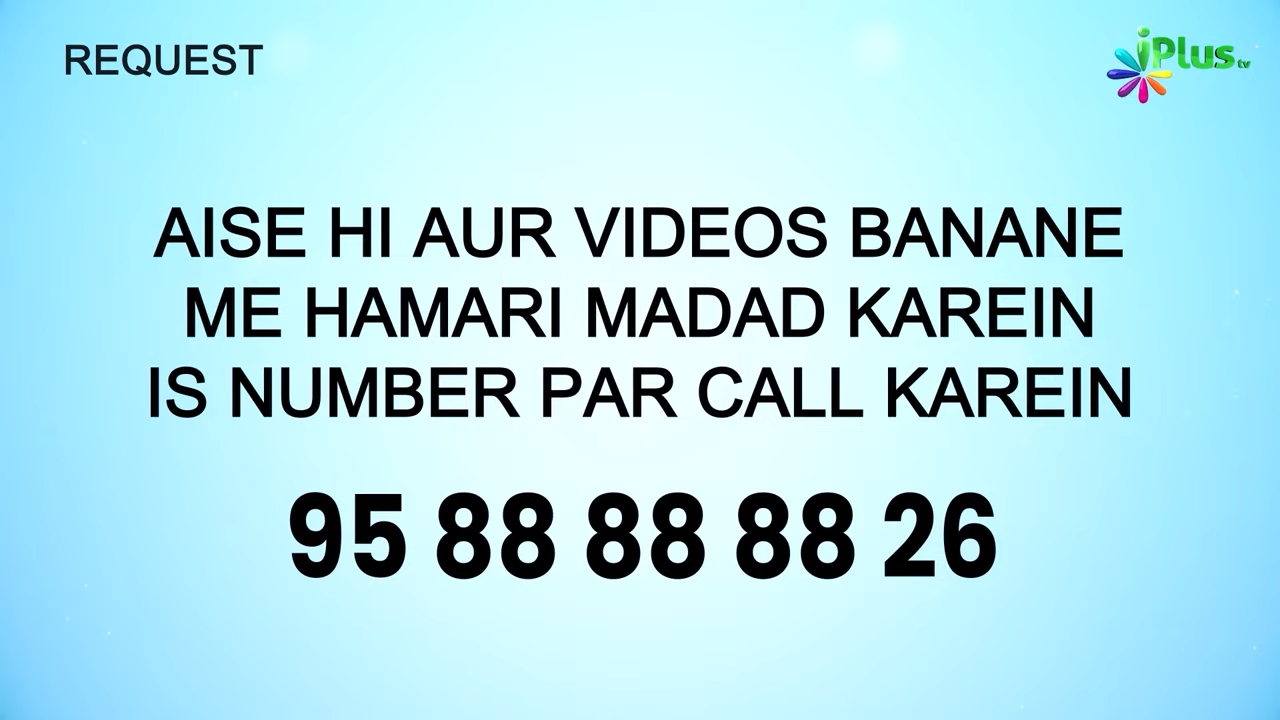 REQUEST
iPlus tv
AISE HI AUR VIDEOS BANANE
ME HAMARI MADAD KAREIN
IS NUMBER PAR CALL KAREIN
95 88 88 88 26